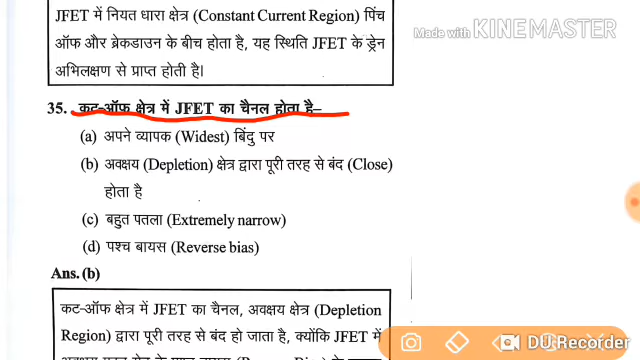 JFET में नियत धारा क्षेत्र (Constant Current Region) पिंच
ऑफ और ब्रेकडाउन के बीच होता है, यह स्थिति JFET के ड्रेन
अभिलक्षण से प्राप्त होती है।
Made with KINEMASTER
35. कट-ऑफ क्षेत्र में JFET का चैनल होता है–
(a) अपने व्यापक (Widest) बिंदु पर
(b) अवक्षय (Depletion) क्षेत्र द्वारा पूरी तरह से बंद (Close)
होता है
(c) बहुत पतला (Extremely narrow)
(d) पश्च बायस (Reverse bias)
Ans. (b)
कट-ऑफ क्षेत्र में JFET का चैनल, अवक्षय क्षेत्र (Depletion
Region) द्वारा पूरी तरह से बंद हो जाता है, क्योंकि JFET में
DU Recorder